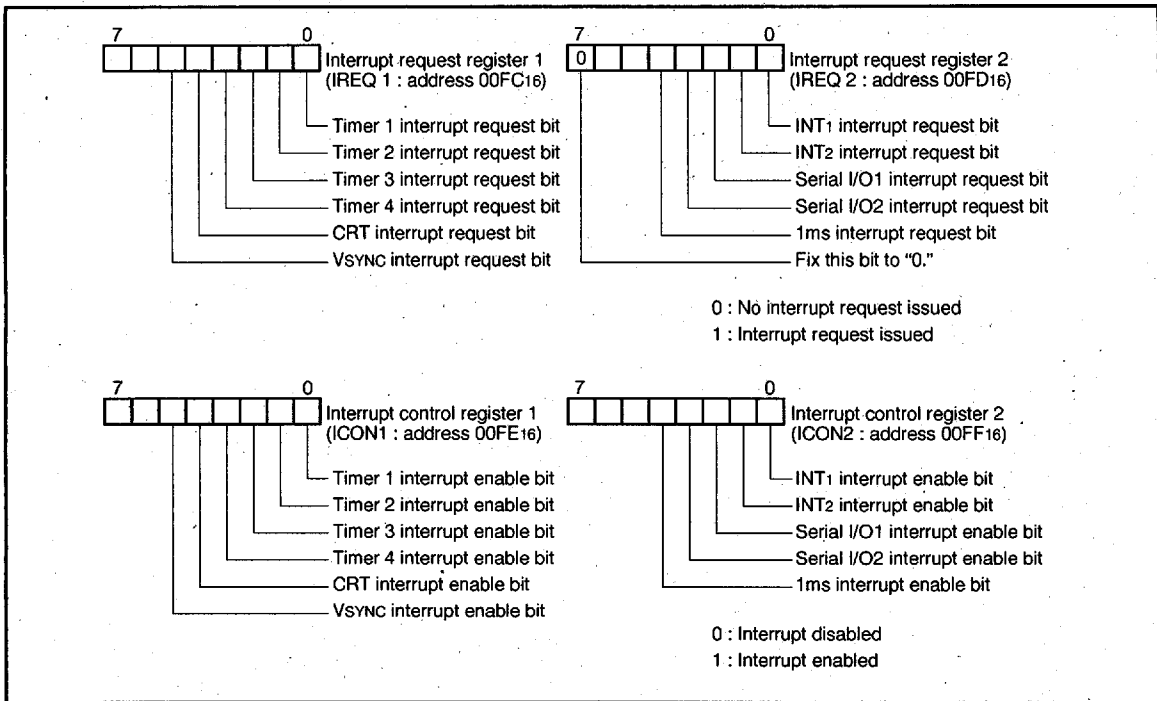 7 0
Interrupt request register 1
(IREQ 1 : address 00FC16)
Timer 1 interrupt request bit
Timer 2 interrupt request bit
Timer 3 interrupt request bit
Timer 4 interrupt request bit
CRT interrupt request bit
VSYNC interrupt request bit
7 0
0
Interrupt request register 2
(IREQ 2 : address 00FD16)
INT1 interrupt request bit
INT2 interrupt request bit
Serial I/O1 interrupt request bit
Serial I/O2 interrupt request bit
1ms interrupt request bit
Fix this bit to “0.”
0 : No interrupt request issued
1 : Interrupt request issued
7 0
Interrupt control register 1
(ICON1 : address 00FE16)
Timer 1 interrupt enable bit
Timer 2 interrupt enable bit
Timer 3 interrupt enable bit
Timer 4 interrupt enable bit
CRT interrupt enable bit
VSYNC interrupt enable bit
7 0
Interrupt control register 2
(ICON2 : address 00FF16)
INT1 interrupt enable bit
INT2 interrupt enable bit
Serial I/O1 interrupt enable bit
Serial I/O2 interrupt enable bit
1ms interrupt enable bit
0 : Interrupt disabled
1 : Interrupt enabled